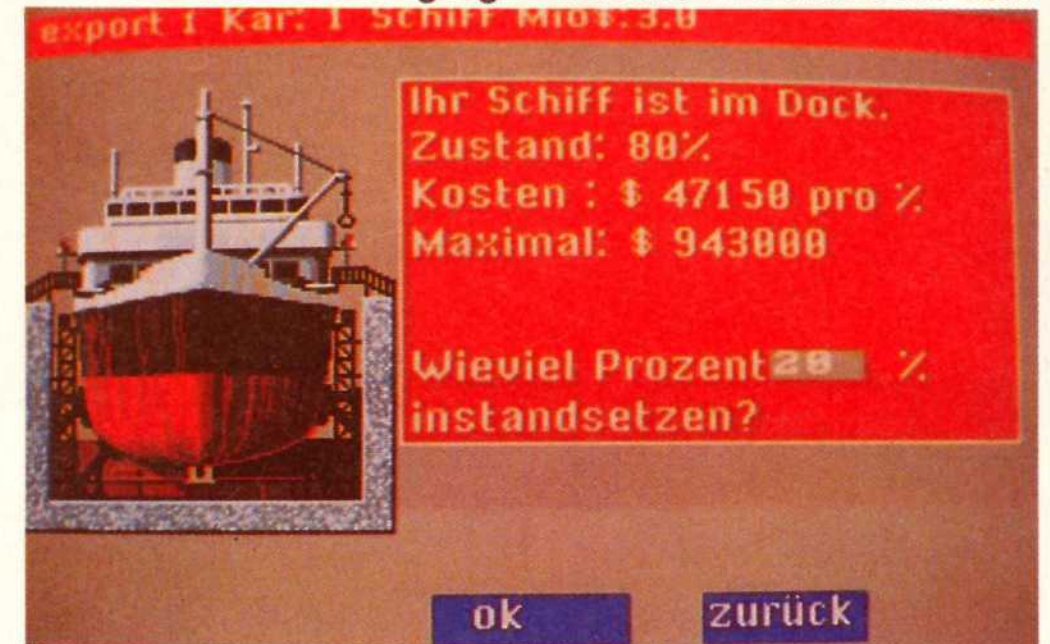 export 1 Kar: 1 Schiff Mio$:3.0
Ihr Schiff ist im Dock.
Zustand: 80%
Kosten : $ 47150 pro %
Maximal: $ 943000
Wieviel Prozent 20 %
instandsetzen?
ok
zurück